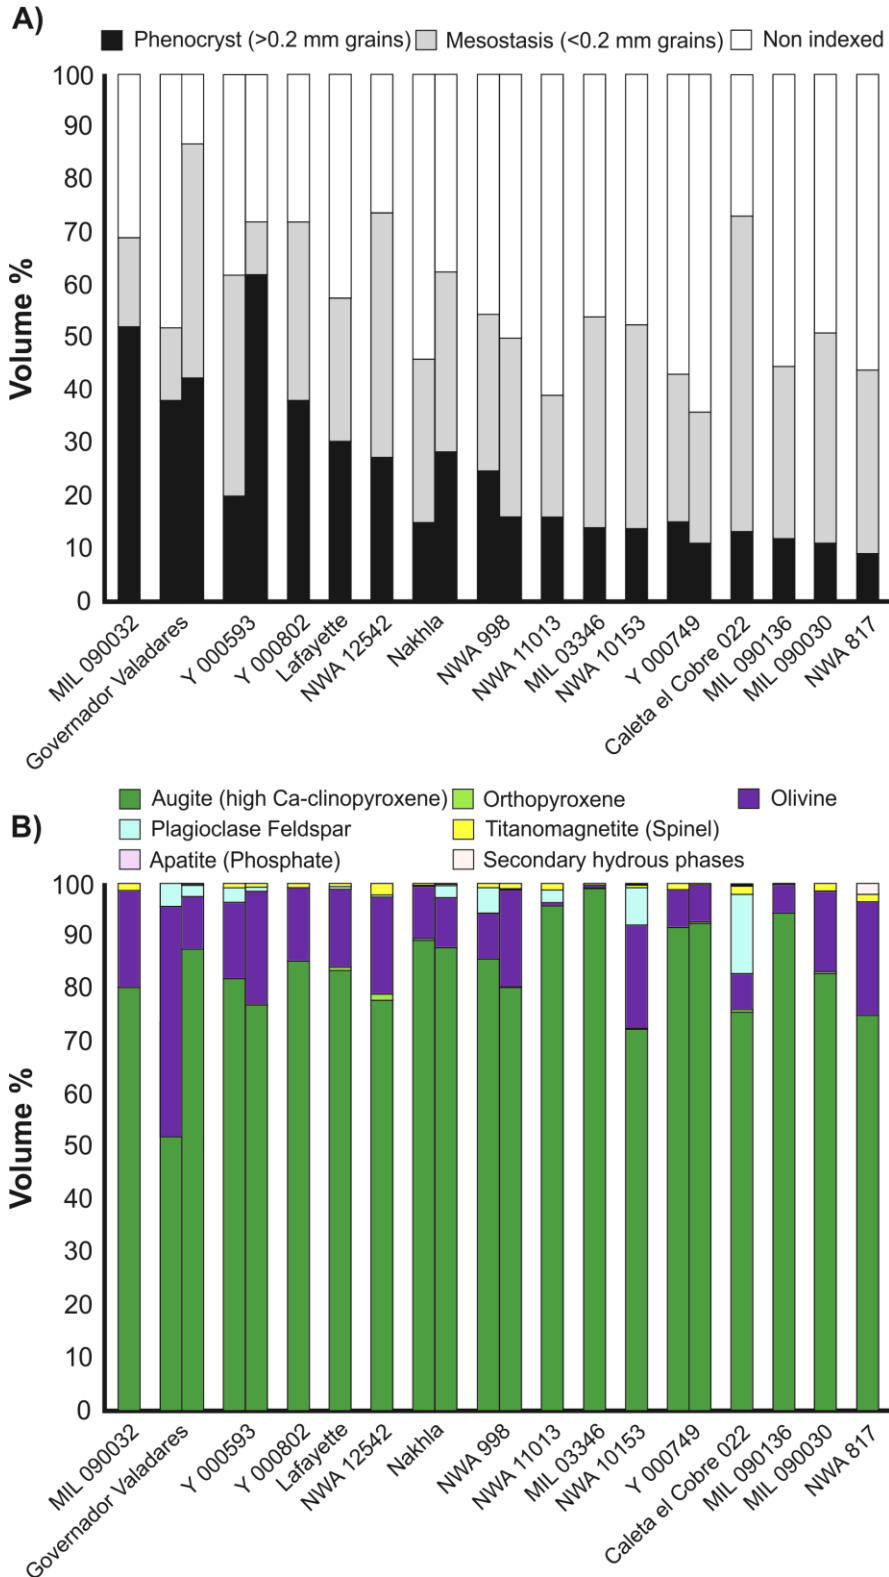 A)
Phenocryst (>0.2 mm grains) Mesostasis (<0.2 mm grains) Non indexed
100
90
80
70
60
50
40
30
20
10
0
Volume %
MIL 090032
Governador Valadares
Y 000593
Y 000802
Lafayette
NWA 12542
Nakhla
NWA 998
NWA 11013
MIL 03346
NWA 10153
Y 000749
Caleta el Cobre 022
MIL 090136
MIL 090030
NWA 817
B)
Augite (high Ca-clinopyroxene) Orthopyroxene Olivine
Plagioclase Feldspar Titanomagnetite (Spinel)
Apatite (Phosphate) Secondary hydrous phases
100
90
80
70
60
50
40
30
20
10
0
Volume %
MIL 090032
Governador Valadares
Y 000593
Y 000802
Lafayette
NWA 12542
Nakhla
NWA 998
NWA 11013
MIL 03346
NWA 10153
Y 000749
Caleta el Cobre 022
MIL 090136
MIL 090030
NWA 817